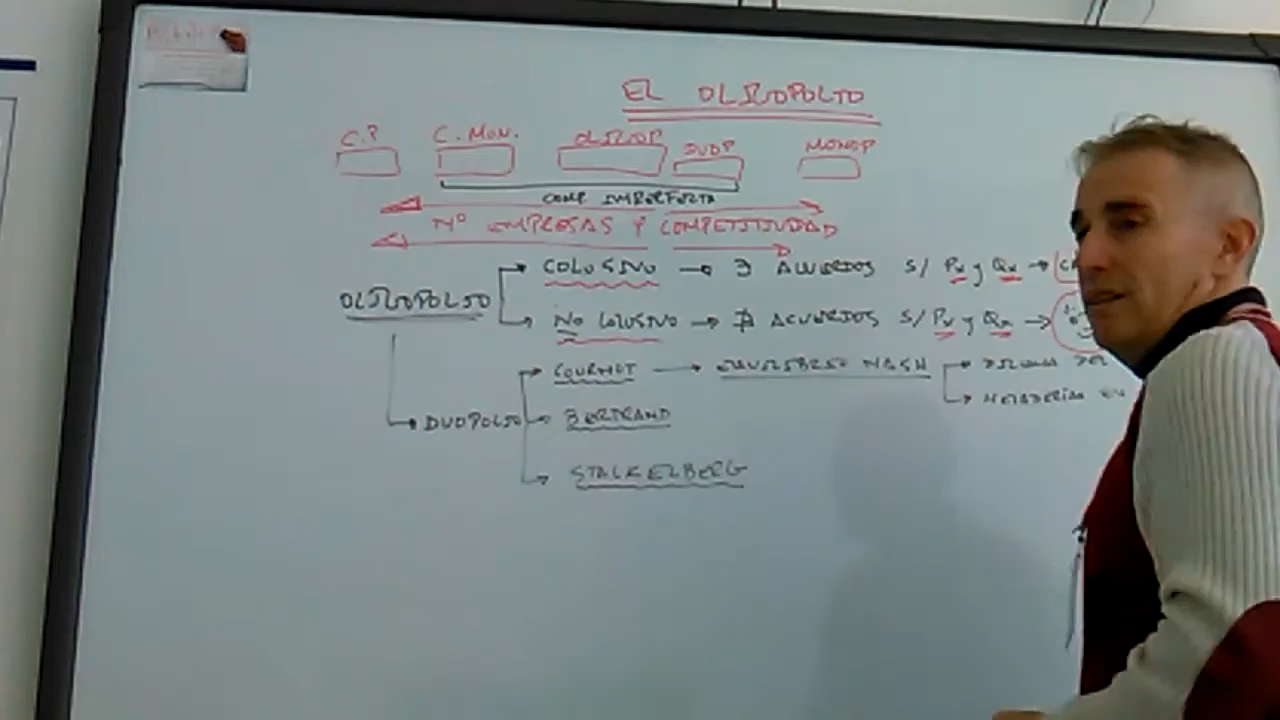 EL OLIGOPOLIO
C.P C. MON. OLIGOP DUOP MONOP
COMP IMPERFECTA
Nº EMPRESAS Y COMPETITIVIDAD
OLIGOPOLIO
COLUSIVO → ∃ ACUERDOS S/ Px y Qx →
NO COLUSIVO → ∄ ACUERDOS S/ Px y Qx →
DUOPOLIO
COURNOT → EQUILIBRIO NASH
BERTRAND
STACKELBERG